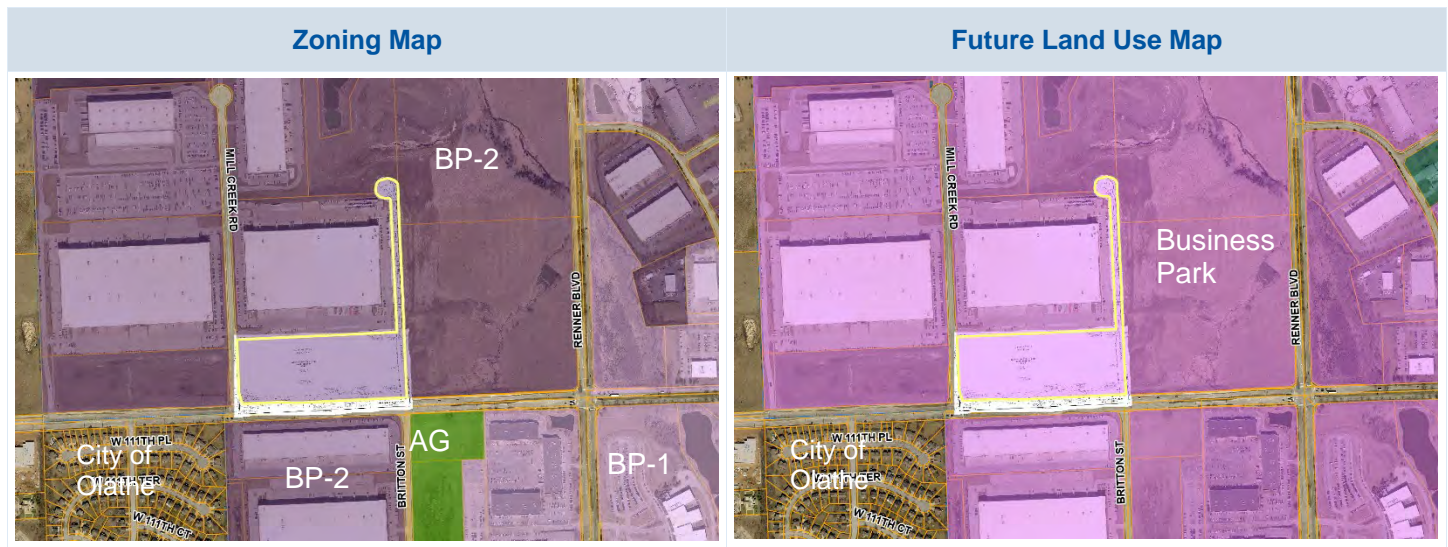 Zoning Map
Future Land Use Map
BP-2
MILL CREEK RD
RENNER BLVD
AG
BP-2
BP-1
BRITTON ST
W 111TH PL
City of
Olathe
W 111TH CT
MILL CREEK RD
Business
Park
RENNER BLVD
BRITTON ST
W 111TH PL
City of
Olathe
W 111TH CT